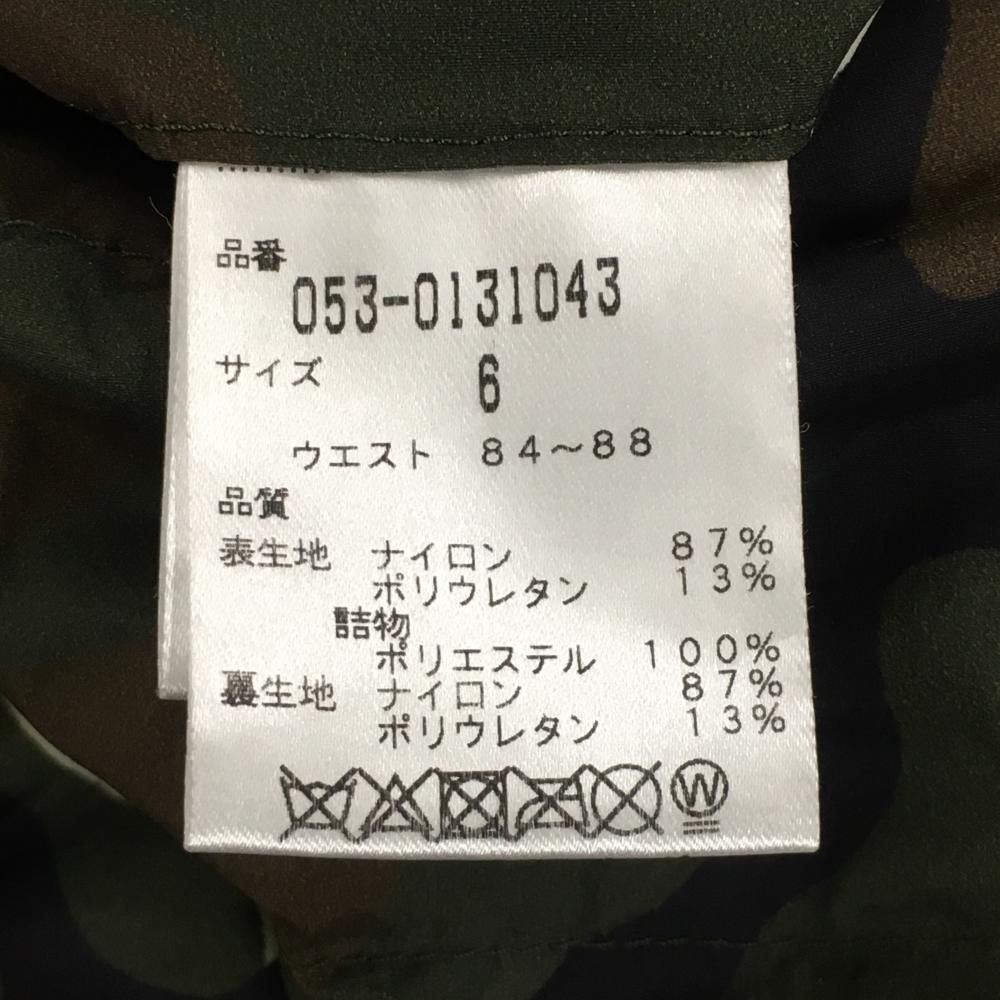 品番
053-0131043
サイズ 6
ウエスト 84~88
品質
表生地 ナイロン 87%
ポリウレタン 13%
詰物
ポリエステル 100%
裏生地 ナイロン 87%
ポリウレタン 13%
W